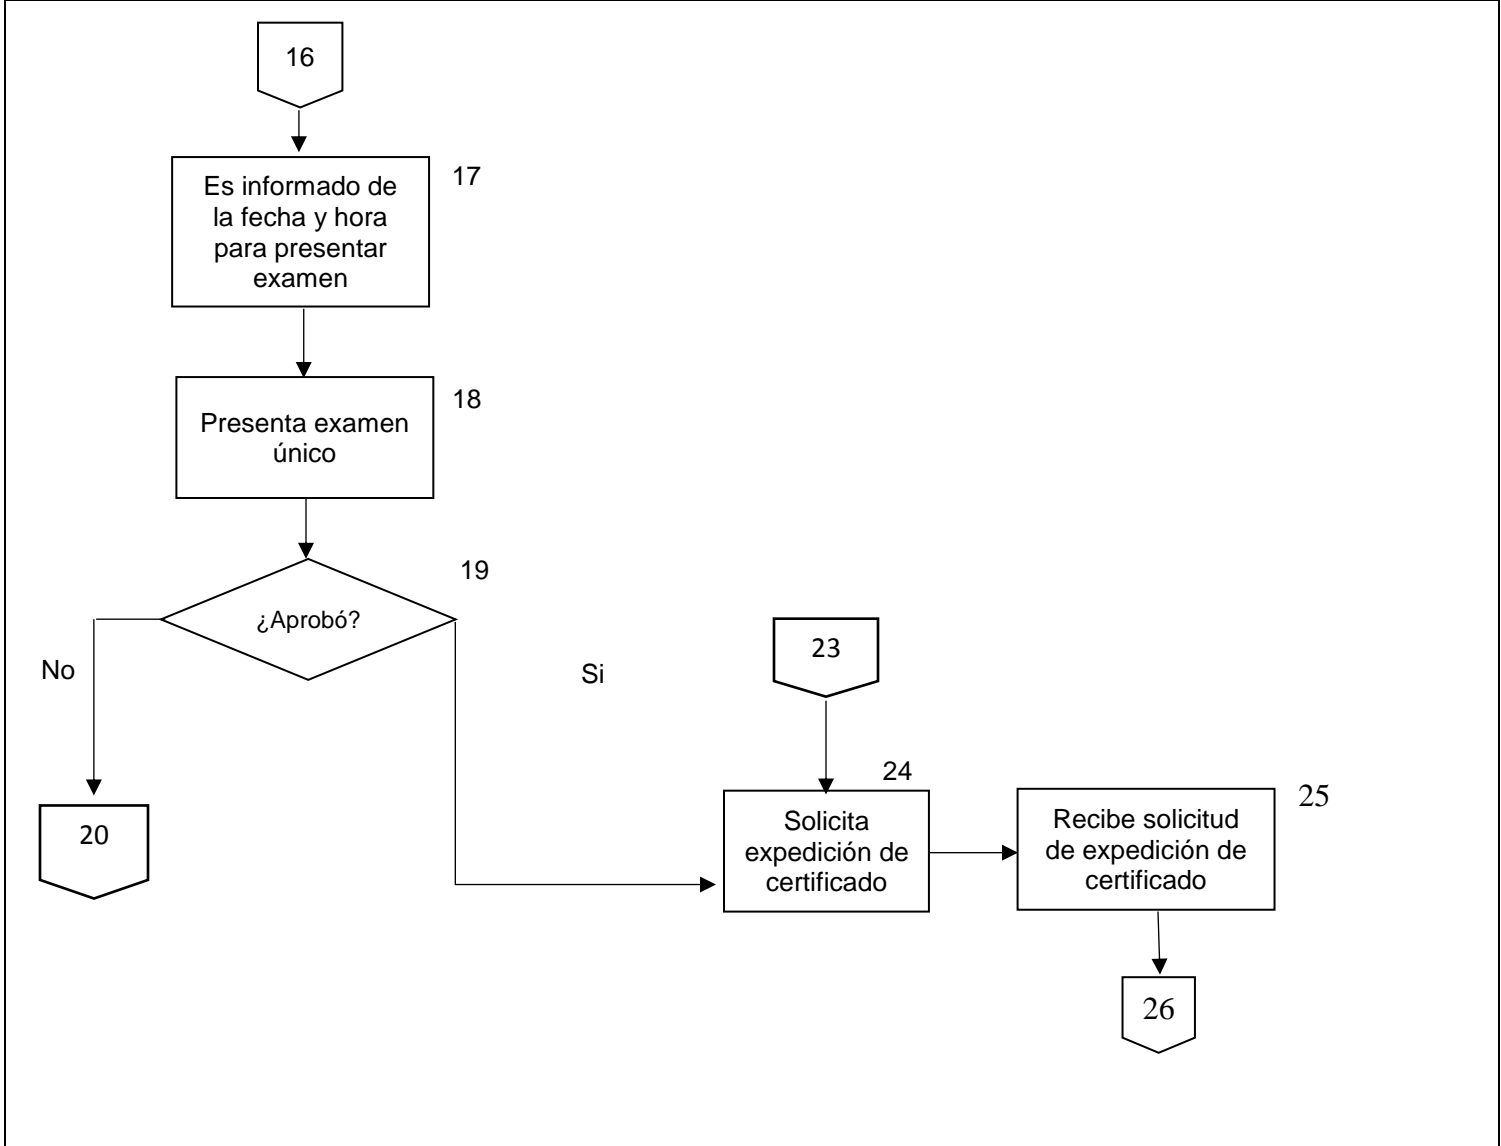 16
17
Es informado de
la fecha y hora
para presentar
examen
18
Presenta examen
único
19
¿Aprobó?
No
Si
23
20
24
Solicita
expedición de
certificado
25
Recibe solicitud
de expedición de
certificado
26